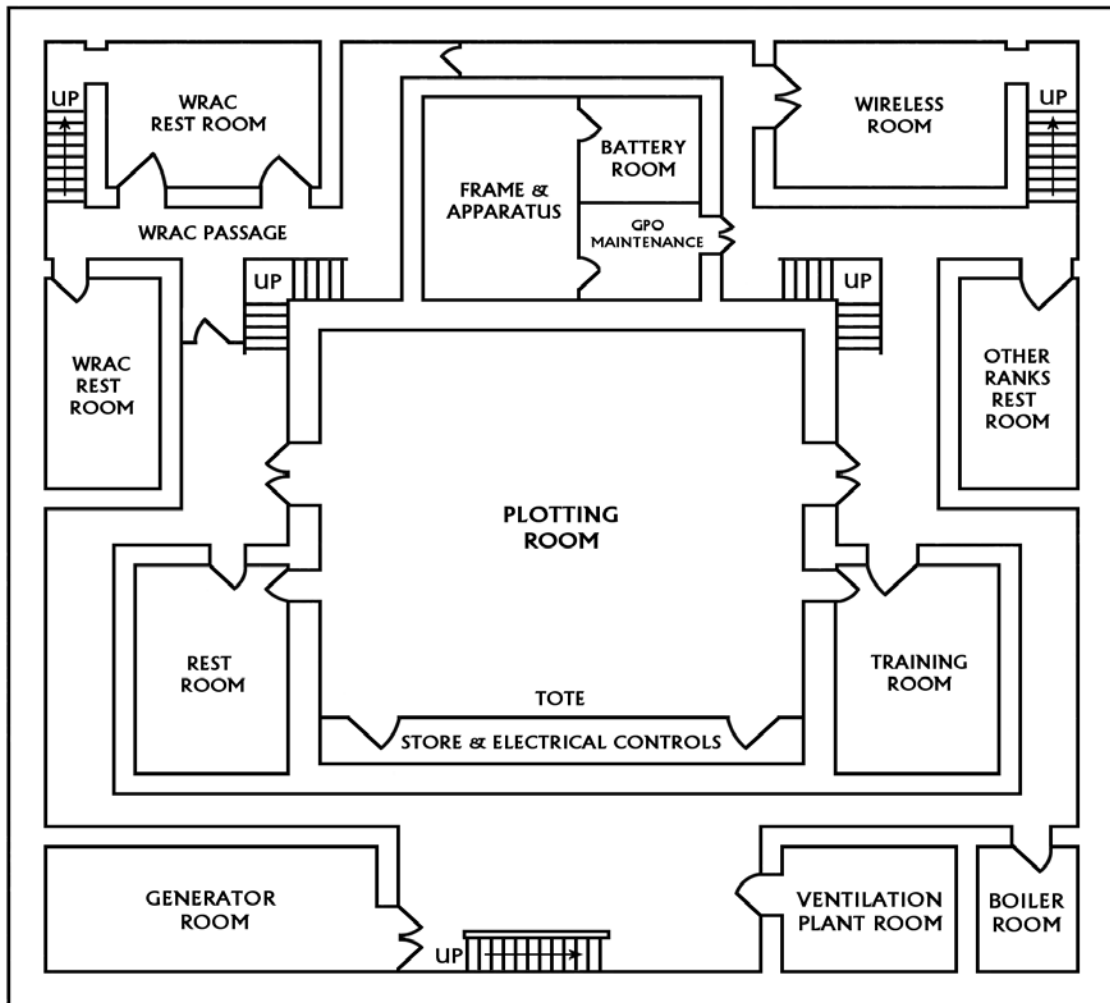 UP
WRAC
REST ROOM
WIRELESS
ROOM
UP
BATTERY
ROOM
FRAME &
APPARATUS
GPO
MAINTENANCE
WRAC PASSAGE
UP
UP
WRAC
REST
ROOM
OTHER
RANKS
REST
ROOM
PLOTTING
ROOM
REST
ROOM
TRAINING
ROOM
TOTE
STORE & ELECTRICAL CONTROLS
GENERATOR
ROOM
UP
VENTILATION
PLANT ROOM
BOILER
ROOM